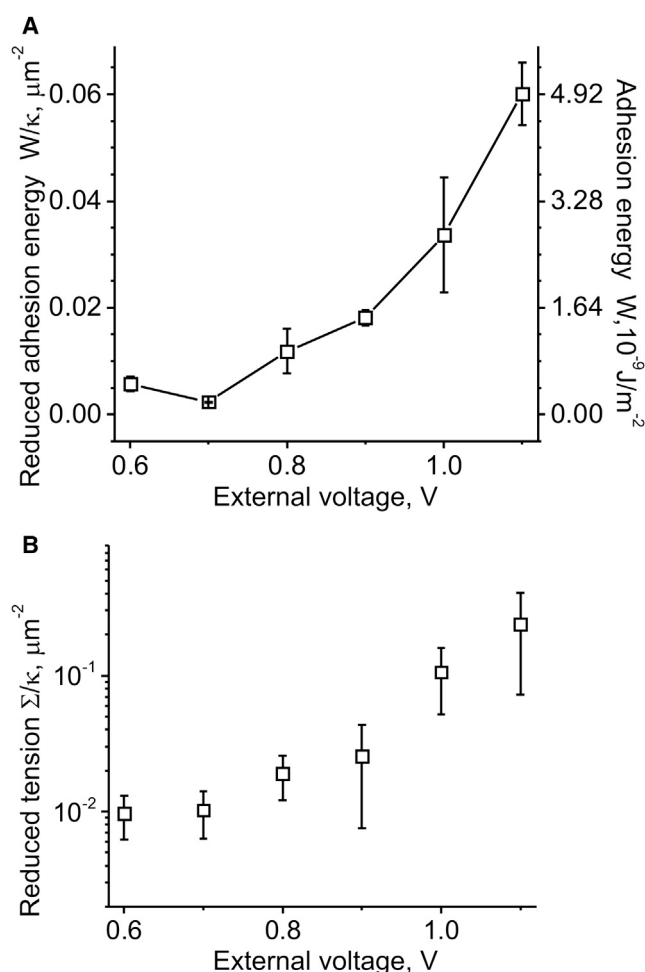 A
Reduced adhesion energy W/κ, μm⁻²
0.06
0.04
0.02
0.00
4.92
3.28
1.64
0.00
Adhesion energy W,10⁻⁹J/m⁻²
0.6 0.8 1.0
External voltage, V
B
Reduced tension Σ/κ, μm⁻²
10⁻¹
10⁻²
0.6 0.8 1.0
External voltage, V